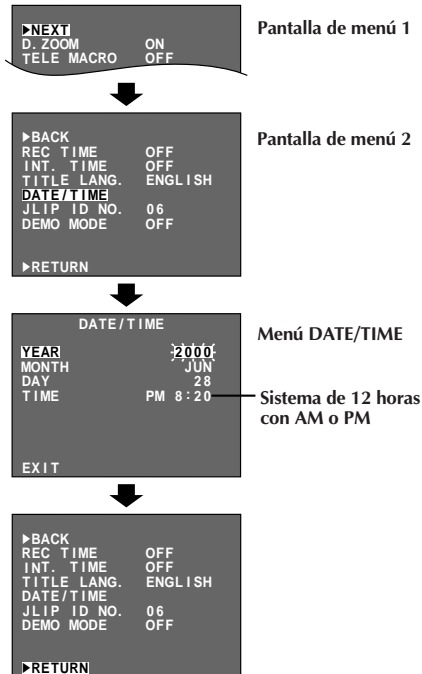 ▶NEXT
D. ZOOM ON
TELE MACRO OFF
Pantalla de menú 1
▶BACK
REC TIME OFF
INT. TIME OFF
TITLE LANG. ENGLISH
DATE/TIME
JLIP ID NO. 06
DEMO MODE OFF
▶RETURN
Pantalla de menú 2
DATE/TIME
YEAR 2000
MONTH JUN
DAY 28
TIME PM 8:20
EXIT
Menú DATE/TIME
Sistema de 12 horas
con AM o PM
▶BACK
REC TIME OFF
INT. TIME OFF
TITLE LANG. ENGLISH
DATE/TIME
JLIP ID NO. 06
DEMO MODE OFF
▶RETURN